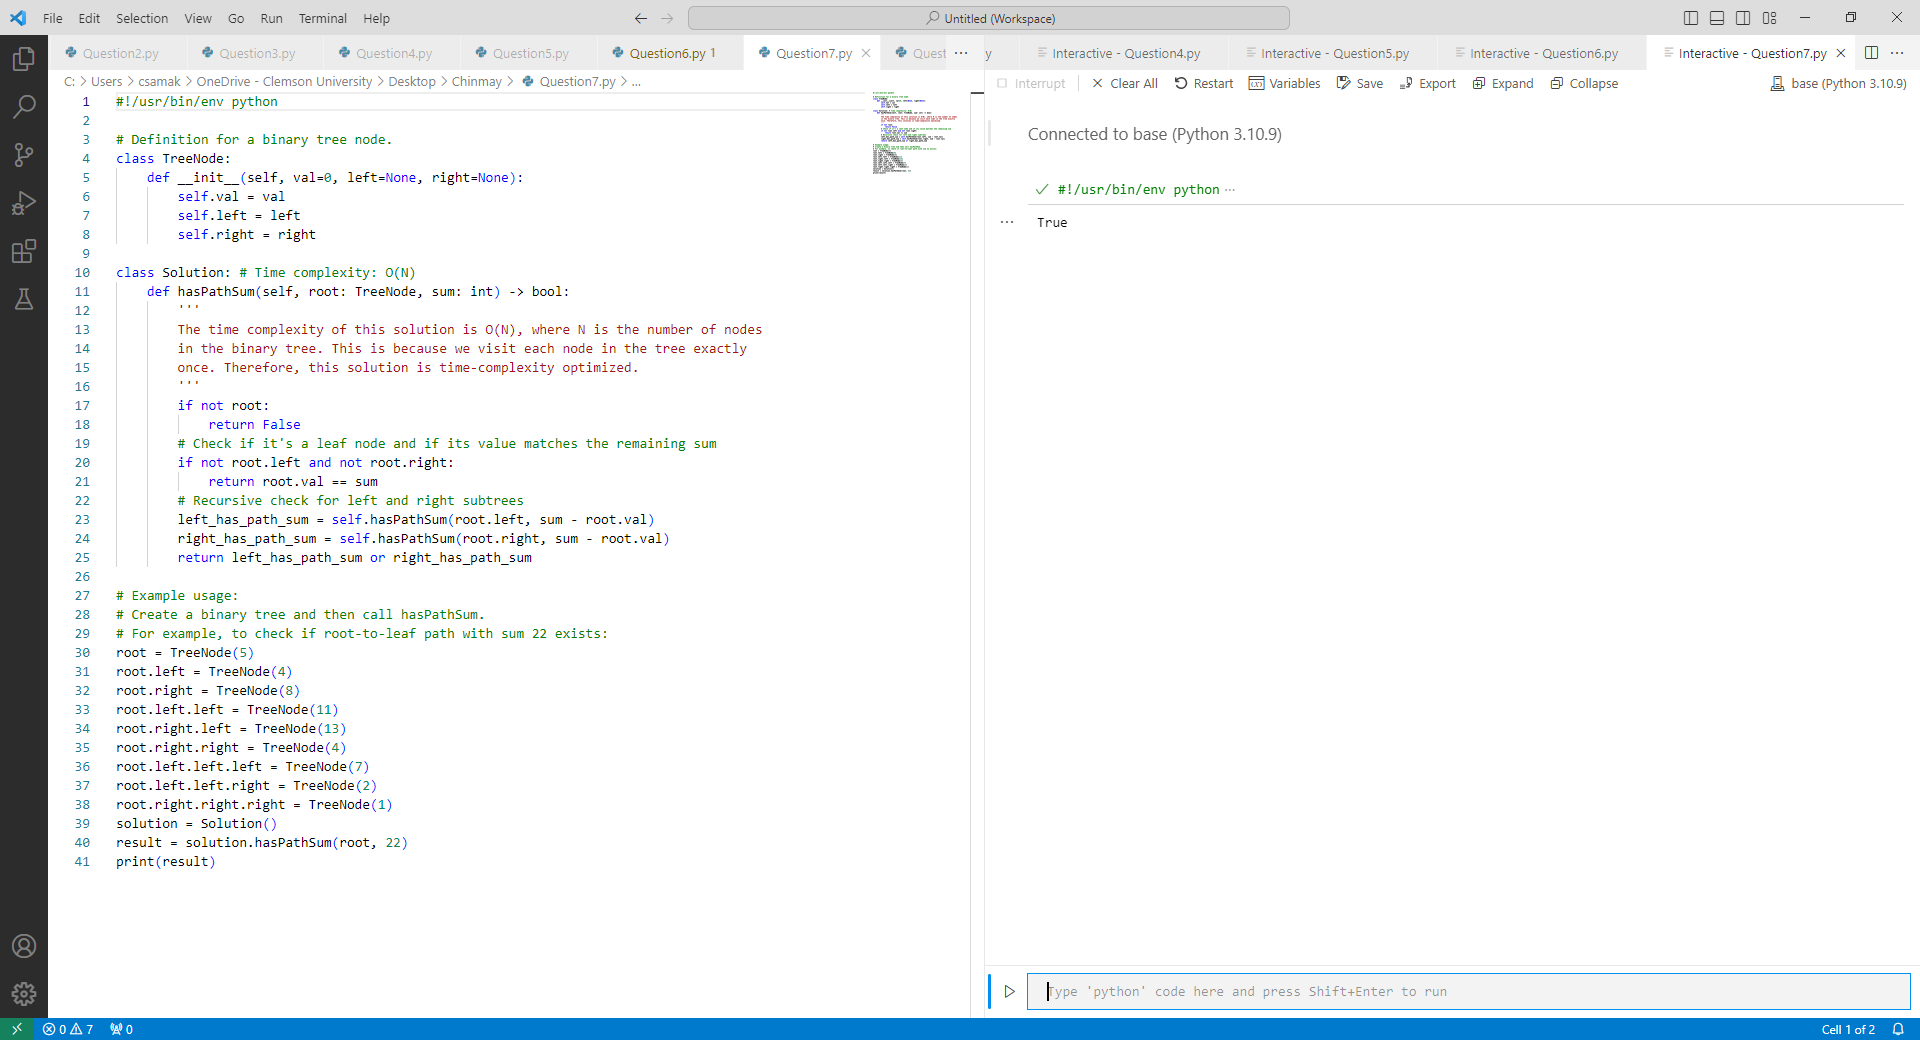 File Edit Selection View Go Run Terminal Help
Untitled (Workspace)
Question2.py Question3.py Question4.py Question5.py Question6.py 1 Question7.py Quest
y Interactive - Question4.py Interactive - Question5.py Interactive - Question6.py Interactive - Question7.py
C: > Users > csamak > OneDrive - Clemson University > Desktop > Chinmay > Question7.py > ...
Interrupt Clear All Restart Variables Save Export Expand Collapse base (Python 3.10.9)
1 #!/usr/bin/env python
2
3 # Definition for a binary tree node.
4 class TreeNode:
5 def __init__(self, val=0, left=None, right=None):
6 self.val = val
7 self.left = left
8 self.right = right
9
10 class Solution: # Time complexity: O(N)
11 def hasPathSum(self, root: TreeNode, sum: int) -> bool:
12 '''
13 The time complexity of this solution is O(N), where N is the number of nodes
14 in the binary tree. This is because we visit each node in the tree exactly
15 once. Therefore, this solution is time-complexity optimized.
16 '''
17 if not root:
18 return False
19 # Check if it's a leaf node and if its value matches the remaining sum
20 if not root.left and not root.right:
21 return root.val == sum
22 # Recursive check for left and right subtrees
23 left_has_path_sum = self.hasPathSum(root.left, sum - root.val)
24 right_has_path_sum = self.hasPathSum(root.right, sum - root.val)
25 return left_has_path_sum or right_has_path_sum
26
27 # Example usage:
28 # Create a binary tree and then call hasPathSum.
29 # For example, to check if root-to-leaf path with sum 22 exists:
30 root = TreeNode(5)
31 root.left = TreeNode(4)
32 root.right = TreeNode(8)
33 root.left.left = TreeNode(11)
34 root.right.left = TreeNode(13)
35 root.right.right = TreeNode(4)
36 root.left.left.left = TreeNode(7)
37 root.left.left.right = TreeNode(2)
38 root.right.right.right = TreeNode(1)
39 solution = Solution()
40 result = solution.hasPathSum(root, 22)
41 print(result)
Connected to base (Python 3.10.9)
#!/usr/bin/env python ...
True
Type 'python' code here and press Shift+Enter to run
0 7 0
Cell 1 of 2